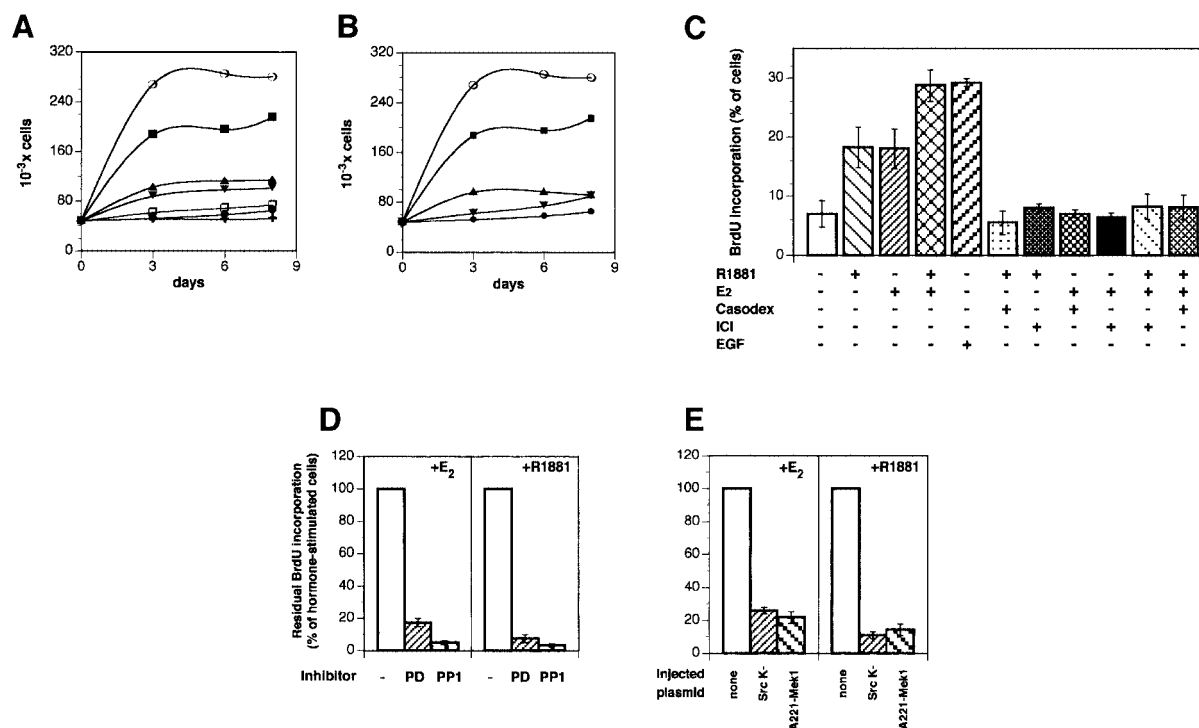 A
B
C
10⁻³x cells
320
240
160
80
0
0 3 6 9
days
10⁻³x cells
320
240
160
80
0
0 3 6 9
days
BrdU Incorporation (% of cells)
30
20
10
0
R1881 - + - + - + + - - + +
E₂ - - + + - - - + + + +
Casodex - - - - - + - + - - +
ICI - - - - - - + - + + -
EGF - - - - + - - - - - -
D
E
Residual BrdU incorporation
(% of hormone-stimulated cells)
120
100
80
60
40
20
0
+E₂
+R1881
Inhibitor - PD PP1 - PD PP1
120
100
80
60
40
20
0
+E₂
+R1881
Injected
plasmid
none
Src K-
A221-Mek1
none
Src K-
A221-Mek1